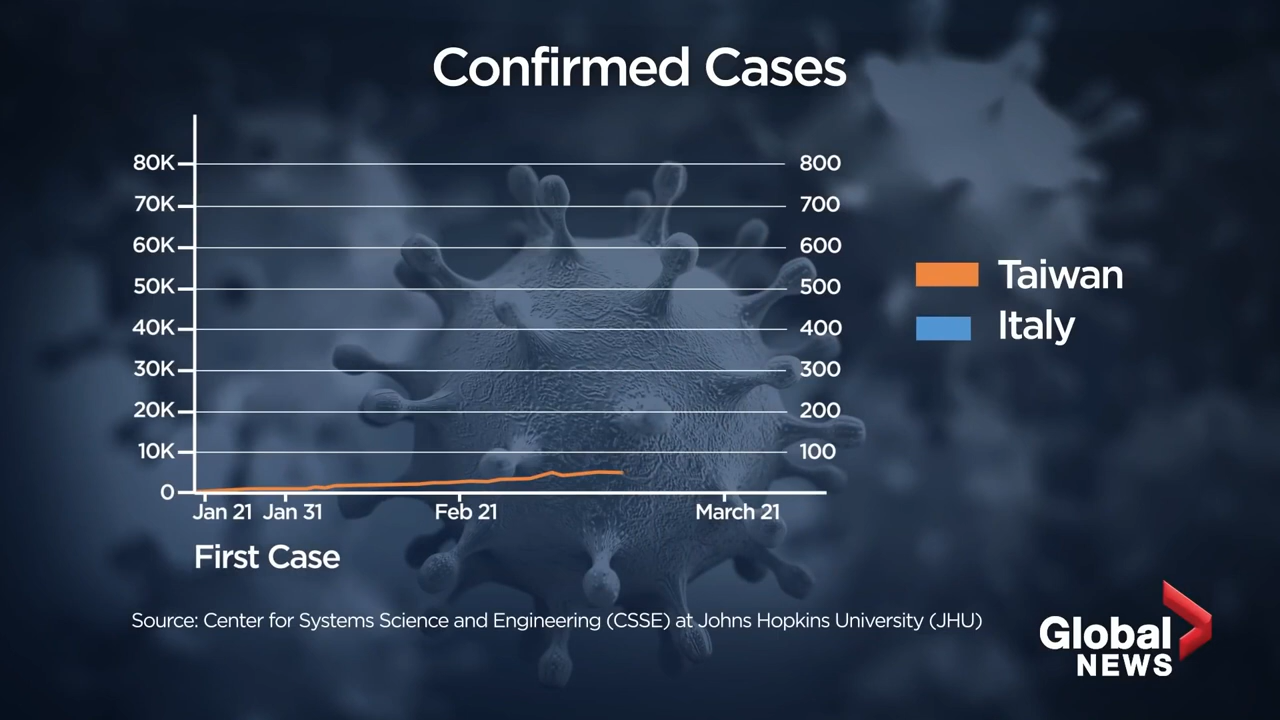 Confirmed Cases
80K 800
70K 700
60K 600
50K 500
40K 400
30K 300
20K 200
10K 100
0
Taiwan
Italy
Jan 21 Jan 31 Feb 21 March 21
First Case
Source: Center for Systems Science and Engineering (CSSE) at Johns Hopkins University (JHU)
Global
NEWS